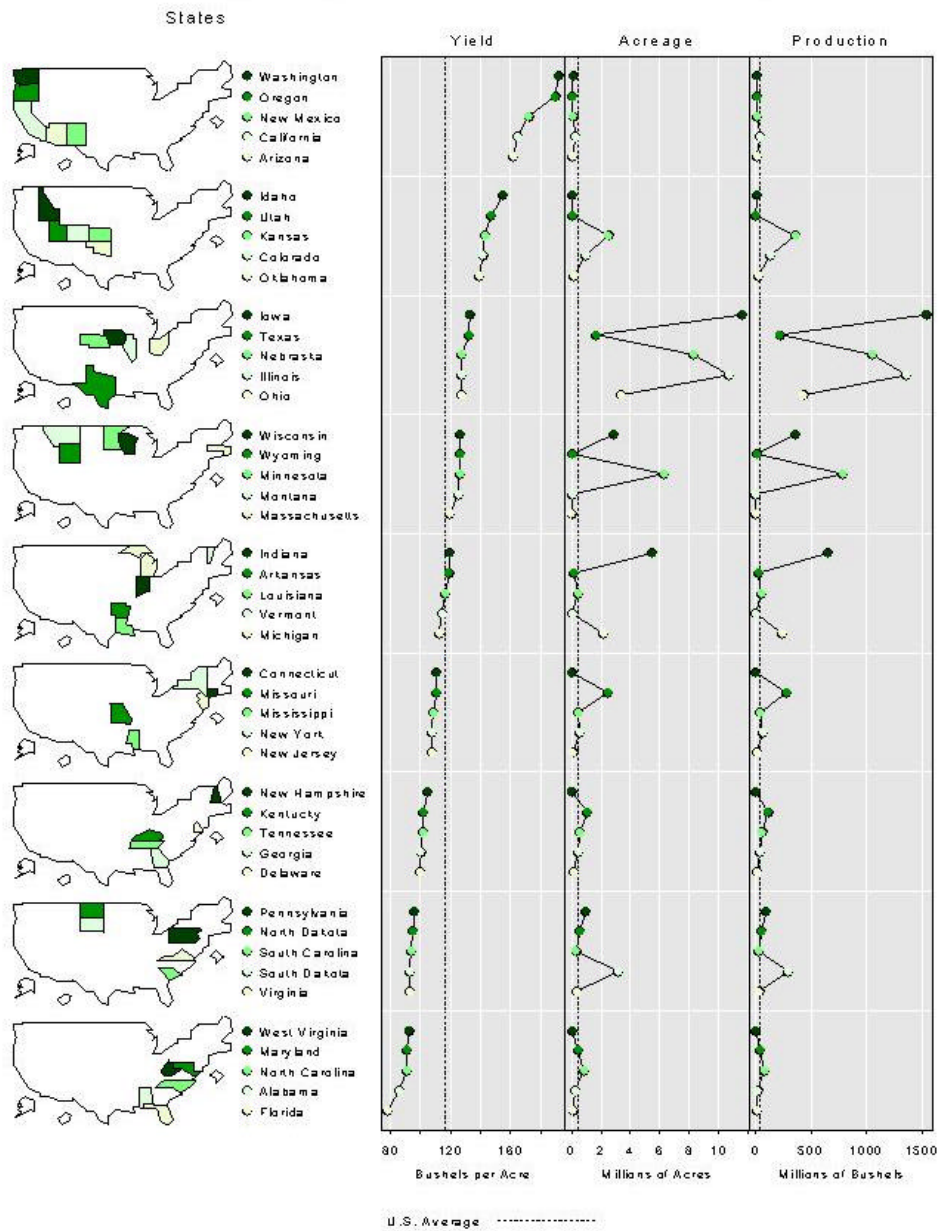 States
Yield Acreage Production
Washington
Oregon
New Mexico
California
Arizona
Idaho
Utah
Kansas
Colorado
Oklahoma
Iowa
Texas
Nebraska
Illinois
Ohio
Wisconsin
Wyoming
Minnesota
Montana
Massachusetts
Indiana
Arkansas
Louisiana
Vermont
Michigan
Connecticut
Missouri
Mississippi
New York
New Jersey
New Hampshire
Kentucky
Tennessee
Georgia
Delaware
Pennsylvania
North Dakota
South Carolina
South Dakota
Virginia
West Virginia
Maryland
North Carolina
Alabama
Florida
80 120 160 0 2 4 6 8 10 0 500 1000 1500
Bushels per Acre Millions of Acres Millions of Bushels
U.S. Average